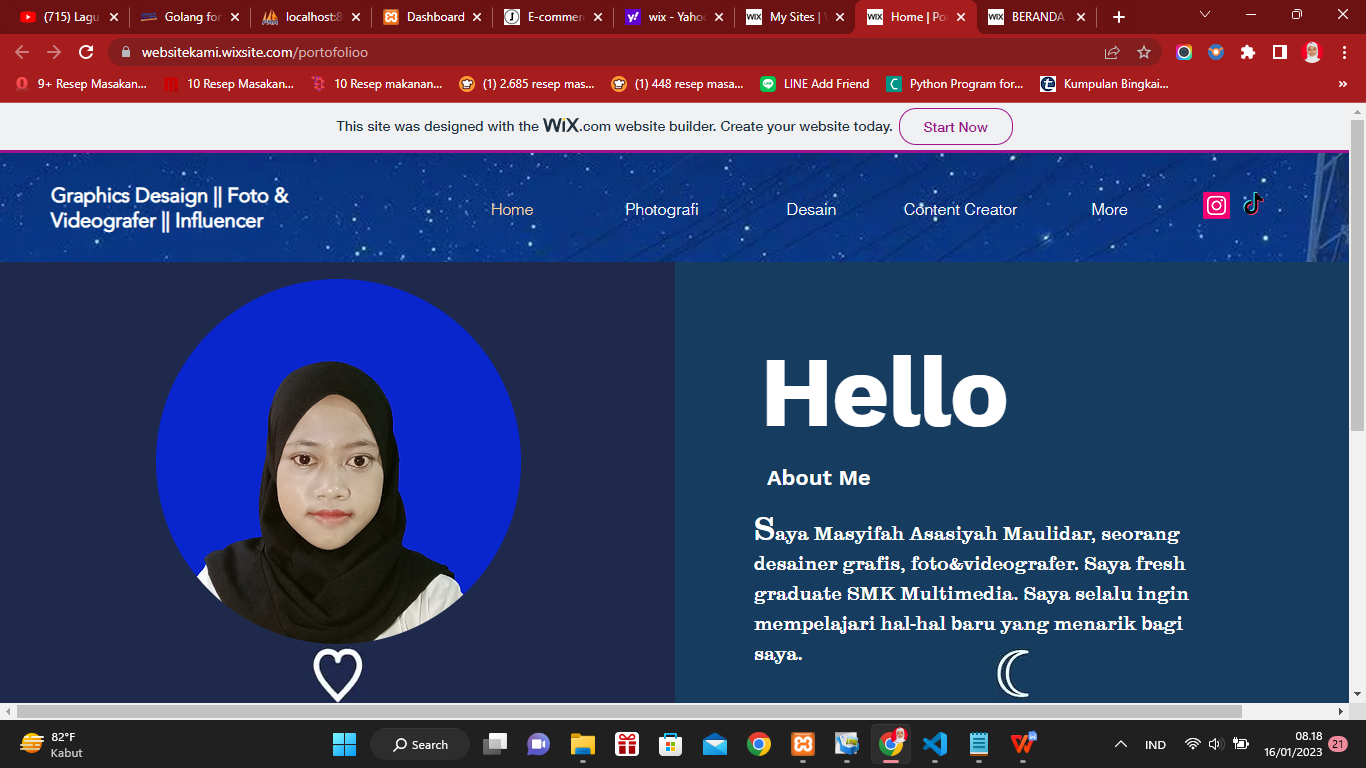 (715) Lagu
Golang for
localhost:8
Dashboard
E-commer
wix - Yaho
My Sites |
Home | Po
BERANDA
websitekami.wixsite.com/portofolioo
9+ Resep Masakan...
10 Resep Masakan...
10 Resep makanan...
(1) 2.685 resep mas...
(1) 448 resep masa...
LINE Add Friend
Python Program for...
Kumpulan Bingkai...
»
This site was designed with the WiX.com website builder. Create your website today.
Start Now
Graphics Desaign || Foto &
Videografer || Influencer
Home
Photografi
Desain
Content Creator
More
Hello
About Me
Saya Masyifah Asasiyah Maulidar, seorang
desainer grafis, foto&videografer. Saya fresh
graduate SMK Multimedia. Saya selalu ingin
mempelajari hal-hal baru yang menarik bagi
saya.
82°F
Kabut
Search
IND
08.18
16/01/2023
21